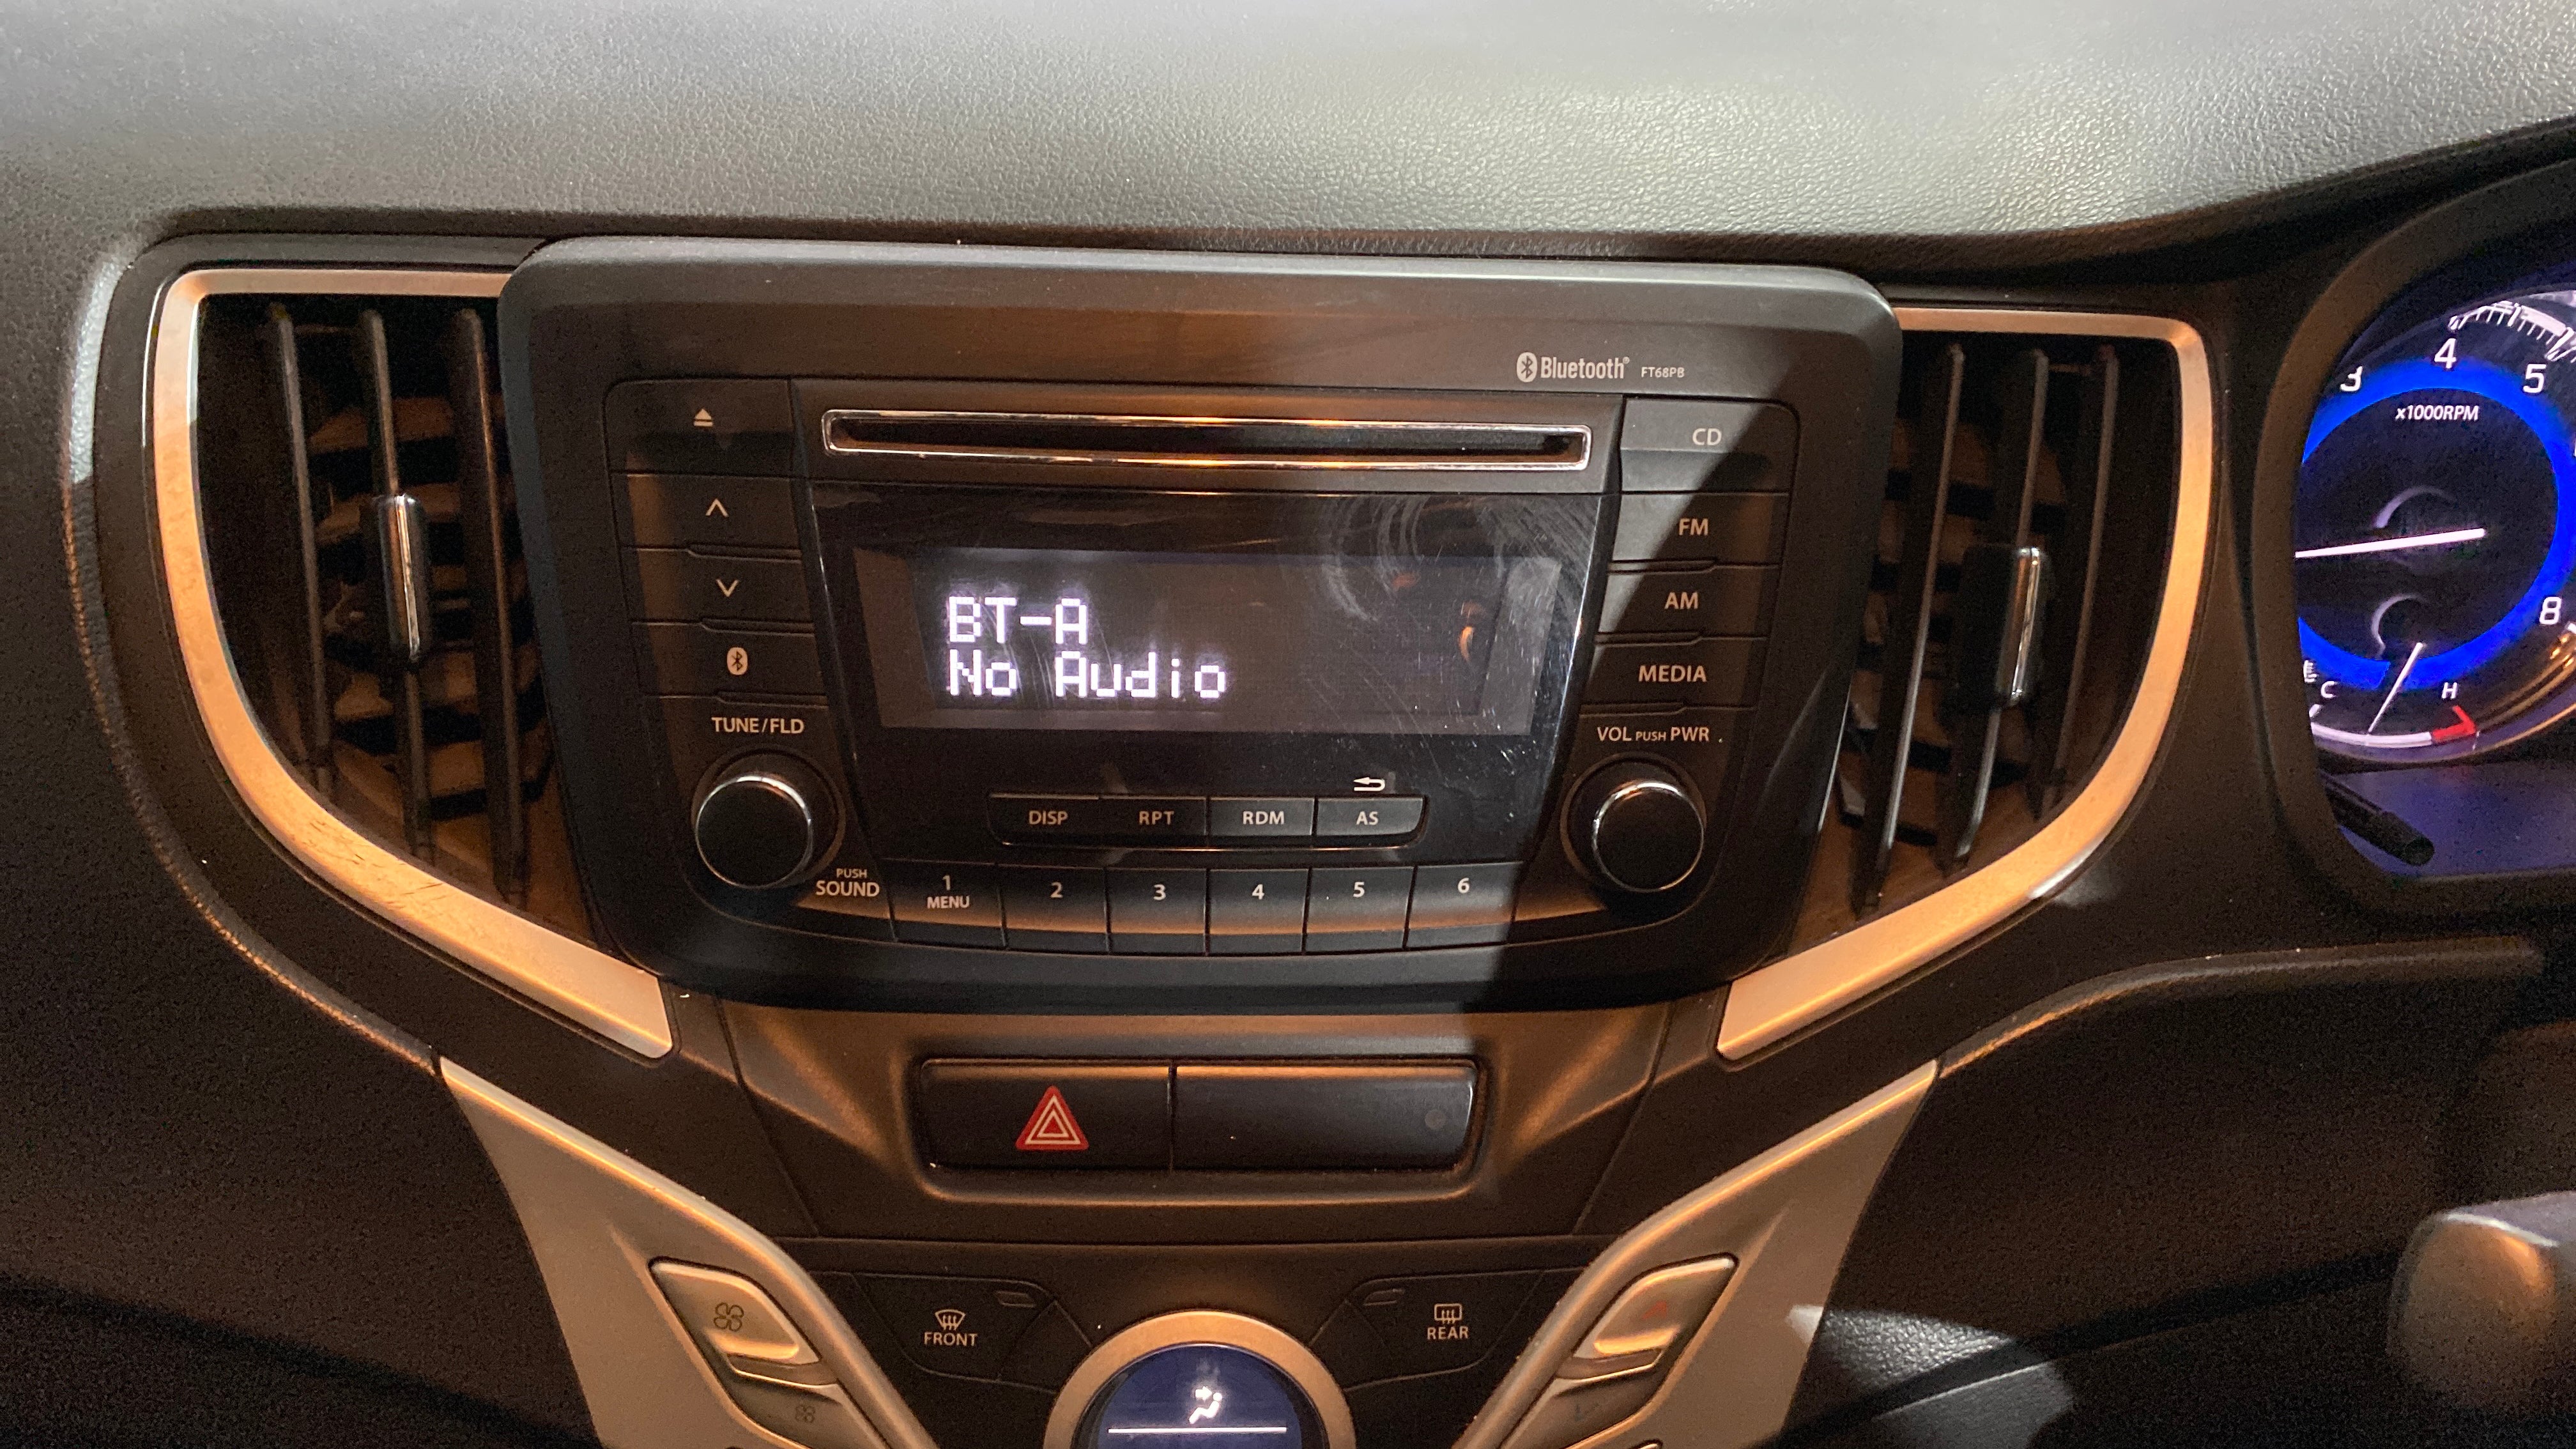 Bluetooth® FT68PB
CD
FM
AM
MEDIA
BT-A
No Audio
TUNE/FLD
VOL PUSH PWR
DISP RPT RDM AS
PUSH
SOUND
1 2 3 4 5 6
MENU
FRONT
REAR
3 4 5
x1000RPM
8
C H